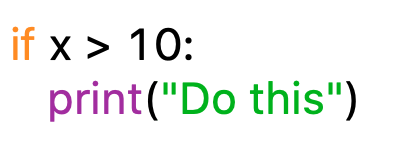 if x > 10:
    print("Do this")